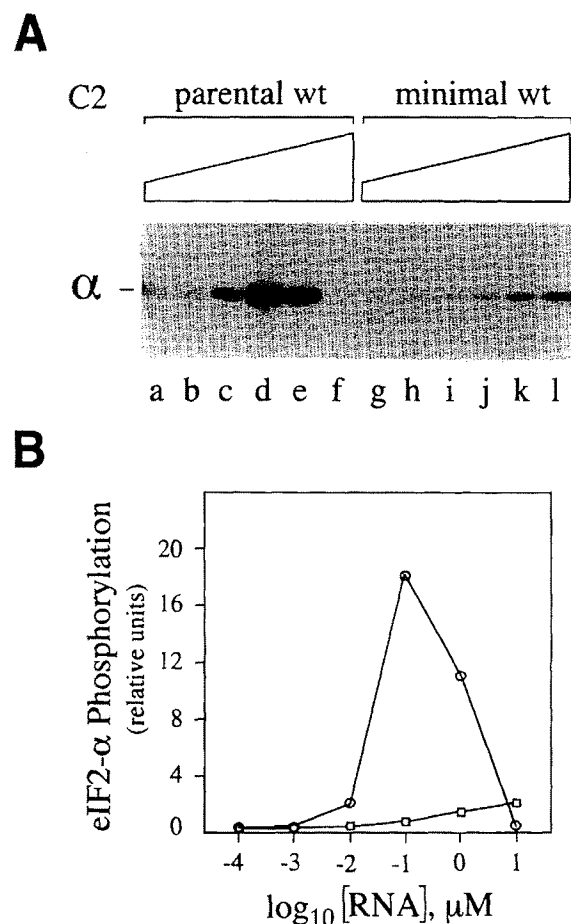 A
C2 parental wt minimal wt
α –
a b c d e f g h i j k l
B
eIF2-α Phosphorylation
(relative units)
20
16
12
8
4
0
-4 -3 -2 -1 0 1
log10 [RNA], μM